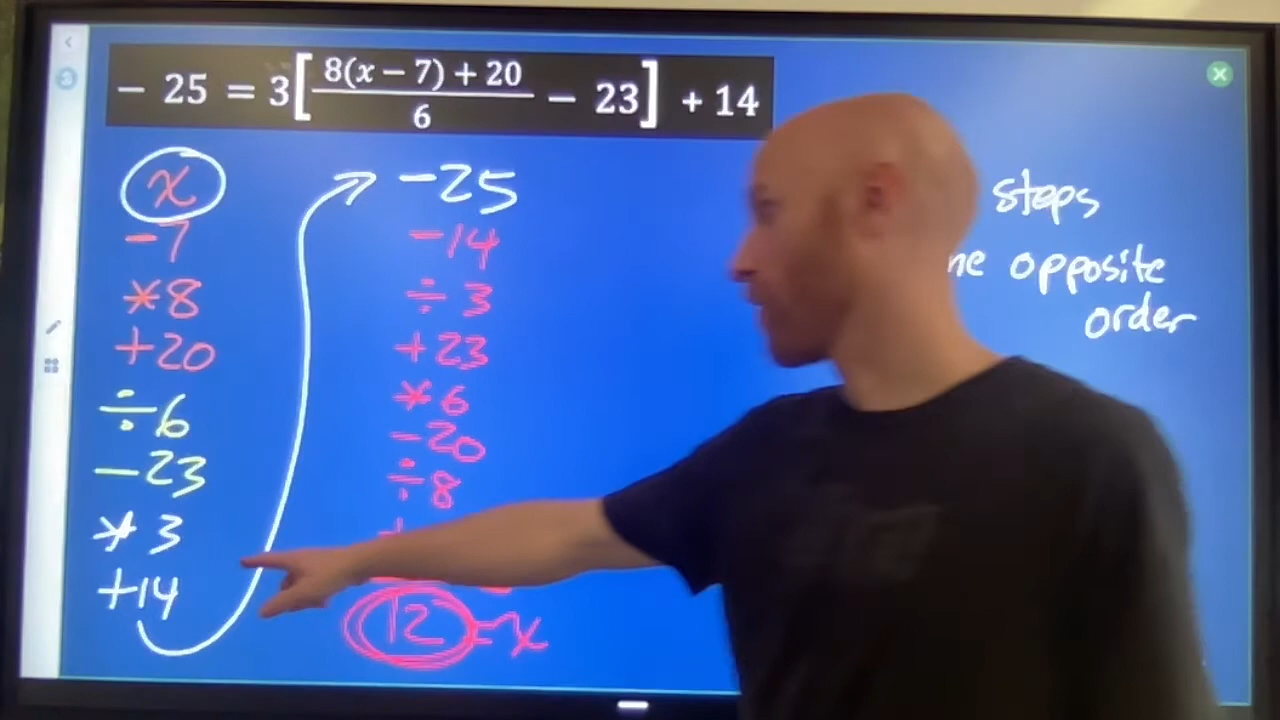 - 25 = 3[ 8(x - 7) + 20 / 6 - 23 ] + 14
x
-7
*8
+20
÷6
-23
*3
+14
-25
-14
÷3
+23
*6
-20
÷8
+
12 = x
steps
opposite
order